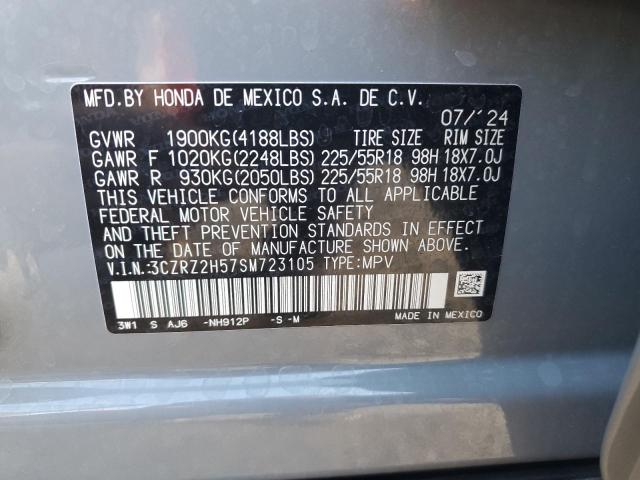 MFD.BY HONDA DE MEXICO S.A. DE C.V.
07/'24
GVWR 1900KG(4188LBS) TIRE SIZE RIM SIZE
GAWR F 1020KG(2248LBS) 225/55R18 98H 18X7.0J
GAWR R 930KG(2050LBS) 225/55R18 98H 18X7.0J
THIS VEHICLE CONFORMS TO ALL APPLICABLE
FEDERAL MOTOR VEHICLE SAFETY
AND THEFT PREVENTION STANDARDS IN EFFECT
ON THE DATE OF MANUFACTURE SHOWN ABOVE.
V.I.N.:3CZRZ2H57SM723105 TYPE:MPV
3W1 S AJ6 -NH912P -S -M MADE IN MEXICO